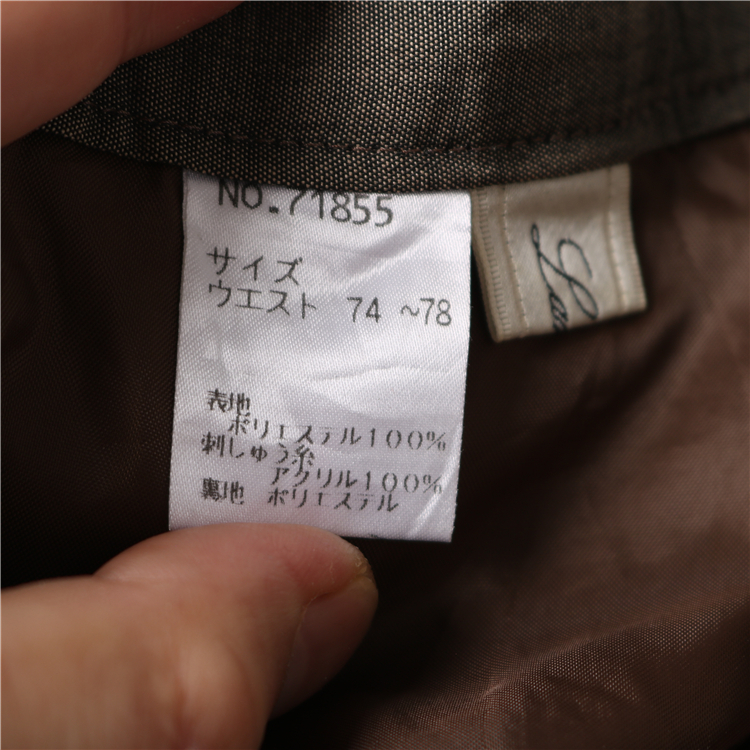 No.71855
サイズ
ウエスト 74 ~78
表地
ポリエステル100%
刺しゅう糸
アクリル100%
裏地 ポリエステル